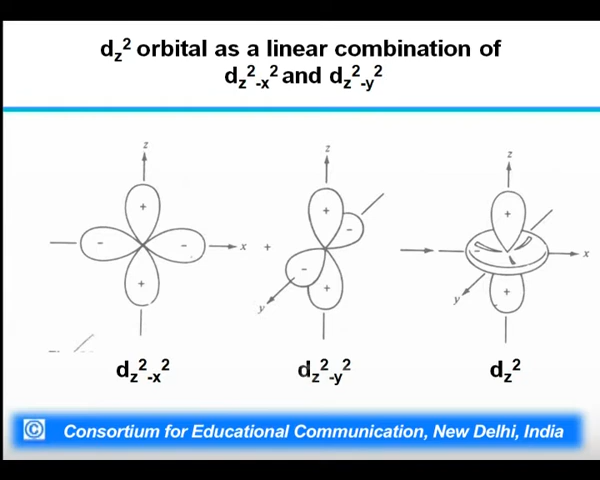 dz² orbital as a linear combination of
dz²-x² and dz²-y²
z
z
z
+
+
+
- - x + - x
-
+
+
+
y
y
dz²-x² dz²-y² dz²
© Consortium for Educational Communication, New Delhi, India